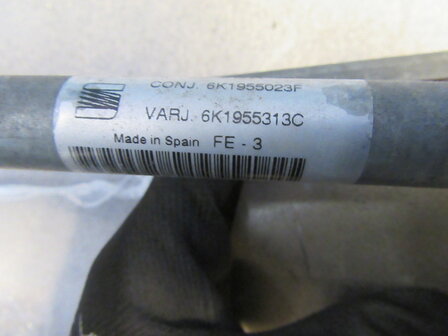 CONJ. 6K1955023F
VARJ. 6K1955313C
Made in Spain FE - 3